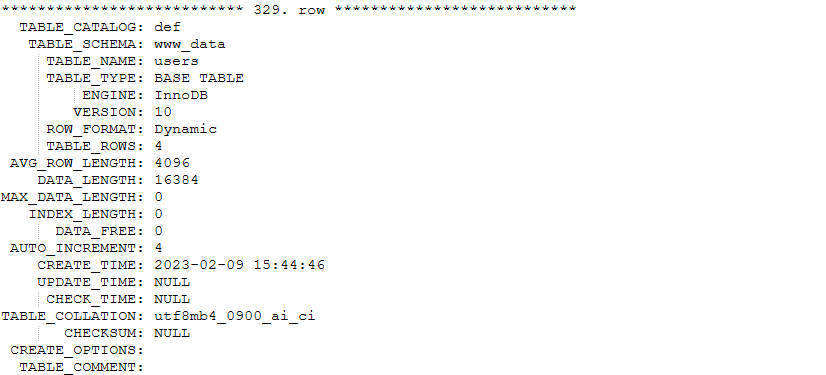 *************************** 329. row ***************************
TABLE_CATALOG: def
TABLE_SCHEMA: www_data
TABLE_NAME: users
TABLE_TYPE: BASE TABLE
ENGINE: InnoDB
VERSION: 10
ROW_FORMAT: Dynamic
TABLE_ROWS: 4
AVG_ROW_LENGTH: 4096
DATA_LENGTH: 16384
MAX_DATA_LENGTH: 0
INDEX_LENGTH: 0
DATA_FREE: 0
AUTO_INCREMENT: 4
CREATE_TIME: 2023-02-09 15:44:46
UPDATE_TIME: NULL
CHECK_TIME: NULL
TABLE_COLLATION: utf8mb4_0900_ai_ci
CHECKSUM: NULL
CREATE_OPTIONS:
TABLE_COMMENT: